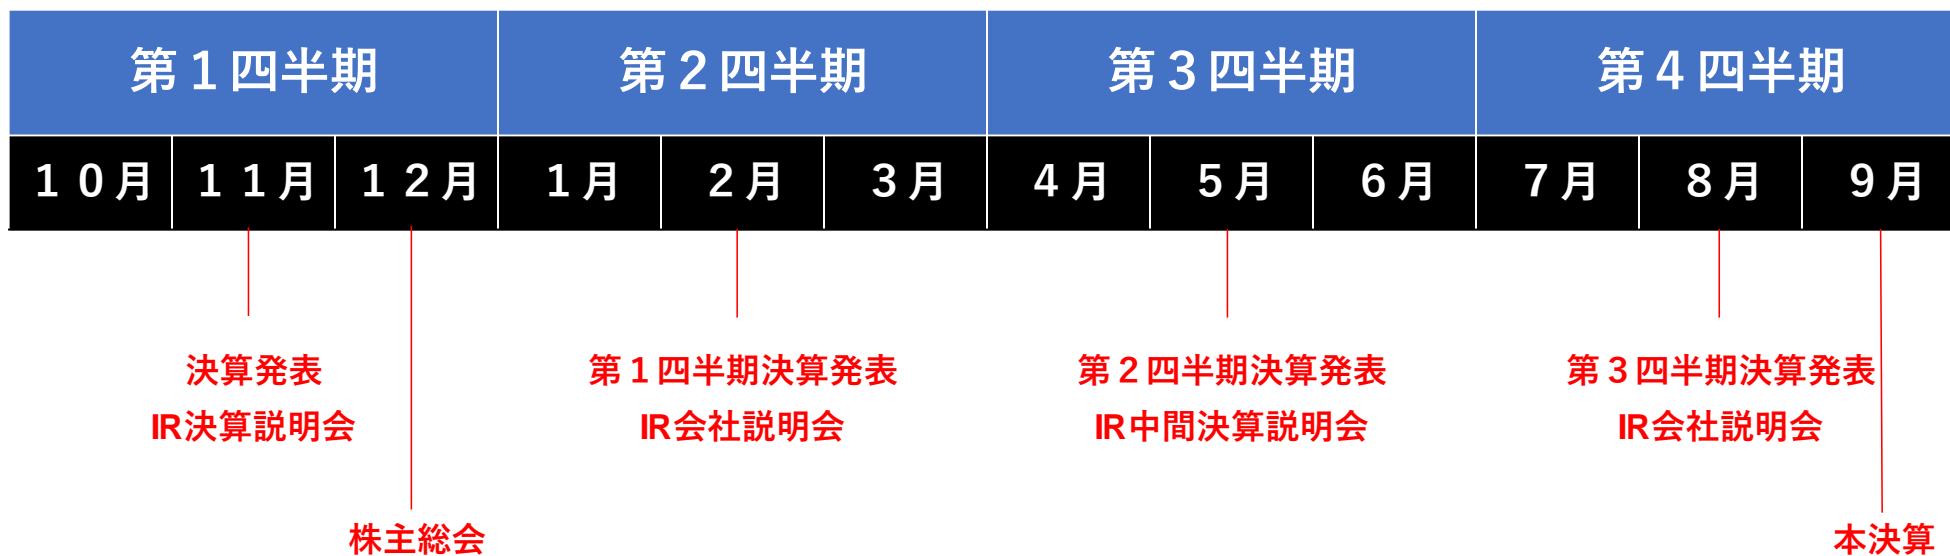 第１四半期 第２四半期 第３四半期 第４四半期
１０月 １１月 １２月 １月 ２月 ３月 ４月 ５月 ６月 ７月 ８月 ９月
決算発表 第１四半期決算発表 第２四半期決算発表 第３四半期決算発表
IR決算説明会 IR会社説明会 IR中間決算説明会 IR会社説明会
株主総会 本決算